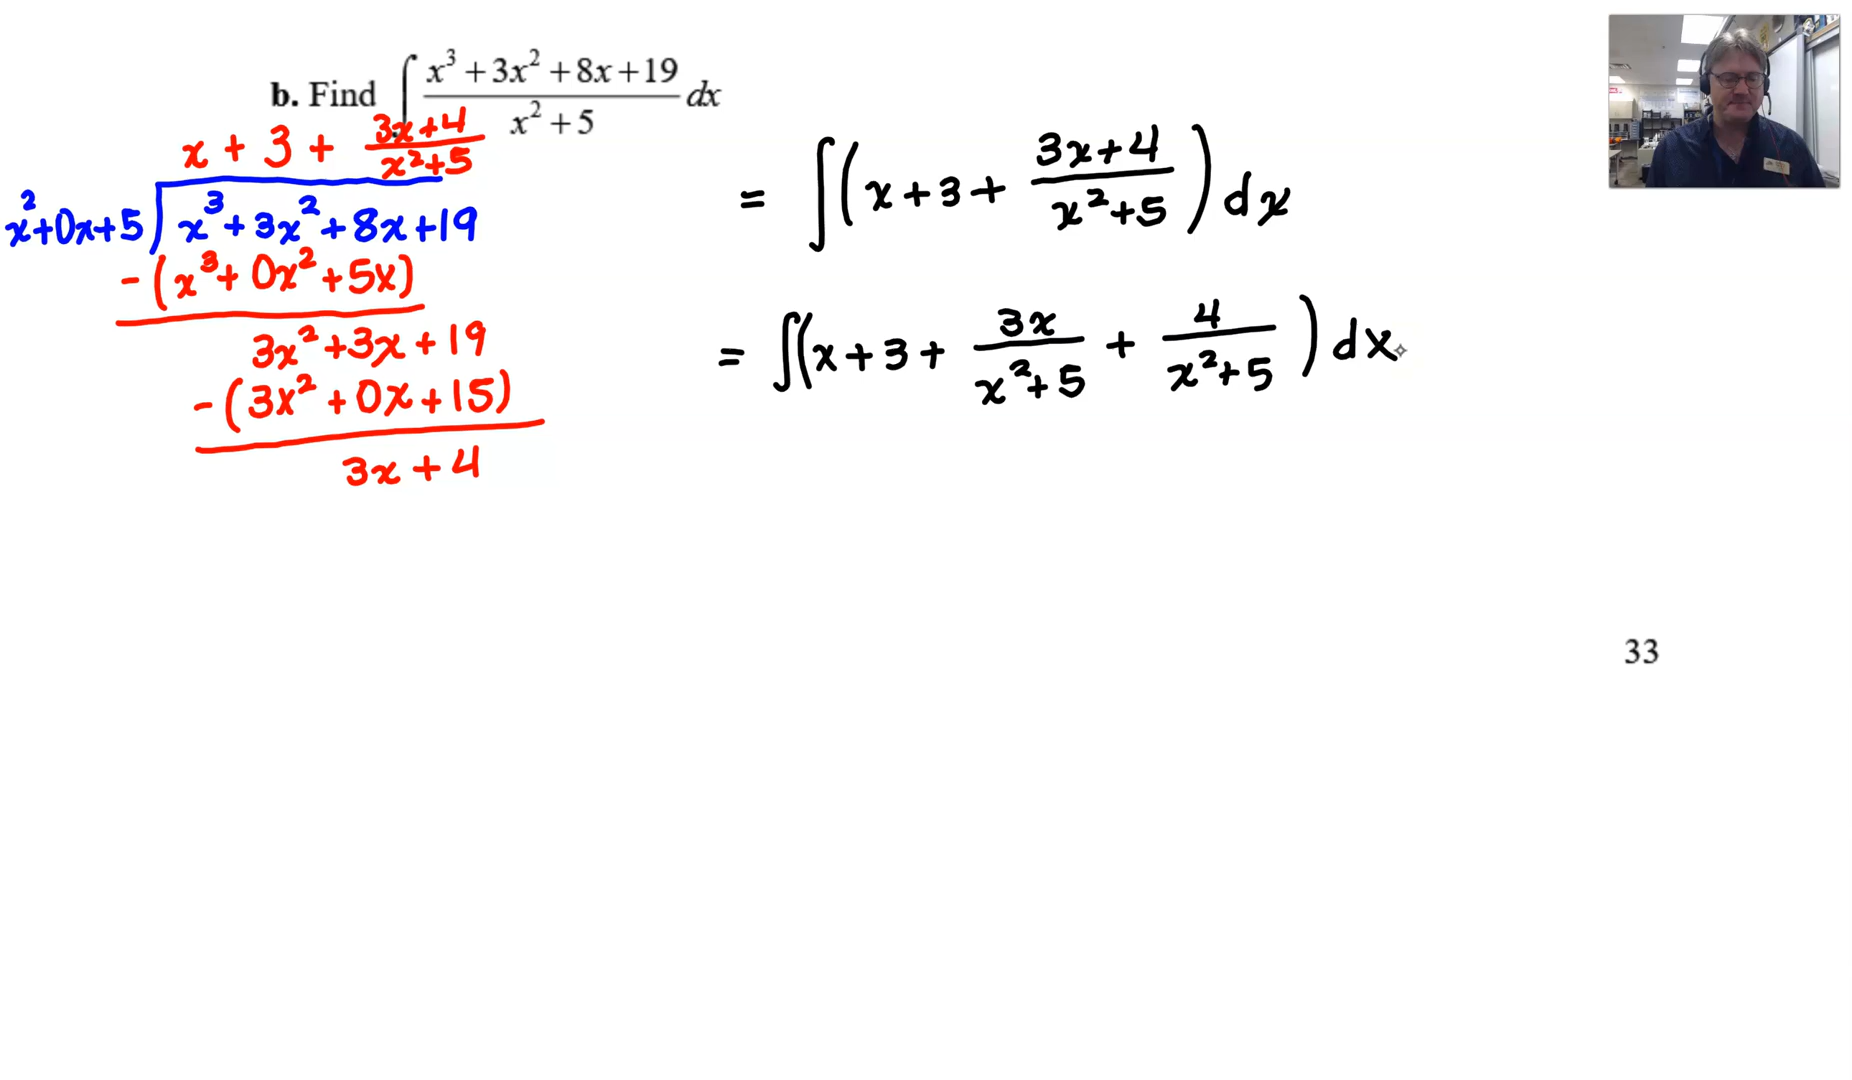 b. Find ∫ (x³ + 3x² + 8x + 19)/(x² + 5) dx
x + 3 + (3x+4)/(x²+5)
x²+0x+5 ) x³ + 3x² + 8x + 19
- (x³ + 0x² + 5x)
3x² + 3x + 19
- (3x² + 0x + 15)
3x + 4
= ∫ (x + 3 + (3x+4)/(x²+5)) dx
= ∫ (x + 3 + 3x/(x²+5) + 4/(x²+5)) dx
33